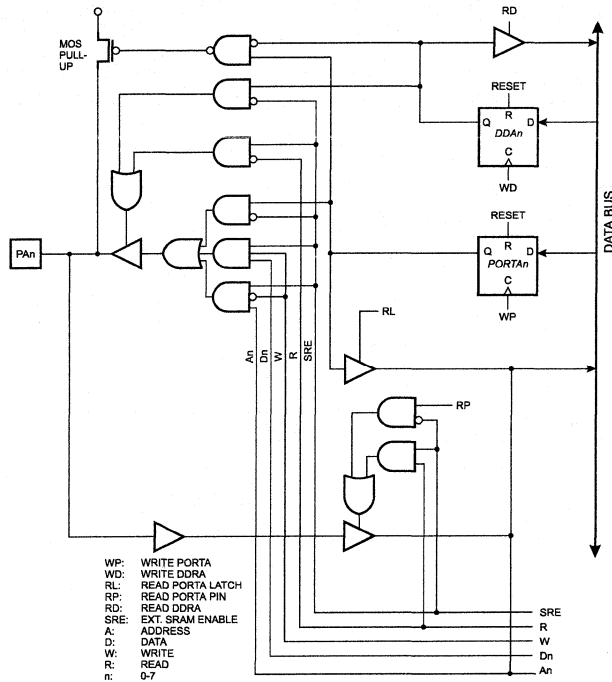 RD
MOS
PULL-
UP
RESET
R
Q D
DDAn
C
WD
RESET
R
Q D
PORTAn
C
WP
DATA BUS
PAn
RL
An
Dn
W
R
SRE
RP
WP: WRITE PORTA
WD: WRITE DDRA
RL: READ PORTA LATCH
RP: READ PORTA PIN
RD: READ DDRA
SRE: EXT. SRAM ENABLE
A: ADDRESS
D: DATA
W: WRITE
R: READ
n: 0-7
SRE
R
W
Dn
An